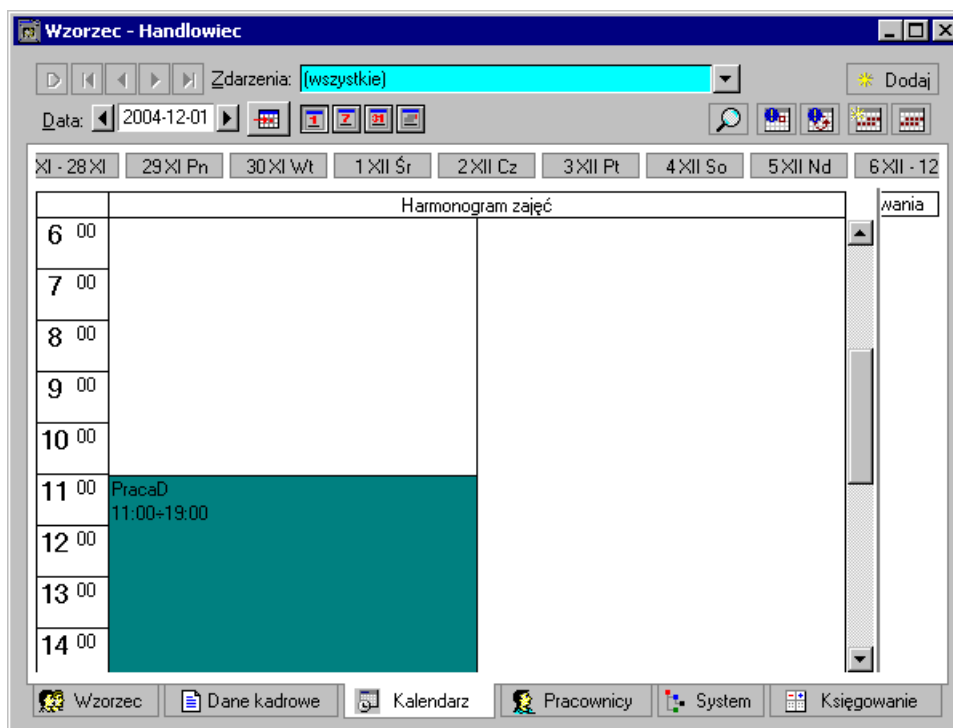 Wzorzec - Handlowiec
Zdarzenia: (wszystkie) Dodaj
Data: 2004-12-01 1 7 31
XI - 28 XI 29 XI Pn 30 XI Wt 1 XII Śr 2 XII Cz 3 XII Pt 4 XII So 5 XII Nd 6 XII - 12
Harmonogram zajęć wania
6 00
7 00
8 00
9 00
10 00
11 00 PracaD
11:00÷19:00
12 00
13 00
14 00
Wzorzec Dane kadrowe Kalendarz Pracownicy System Księgowanie